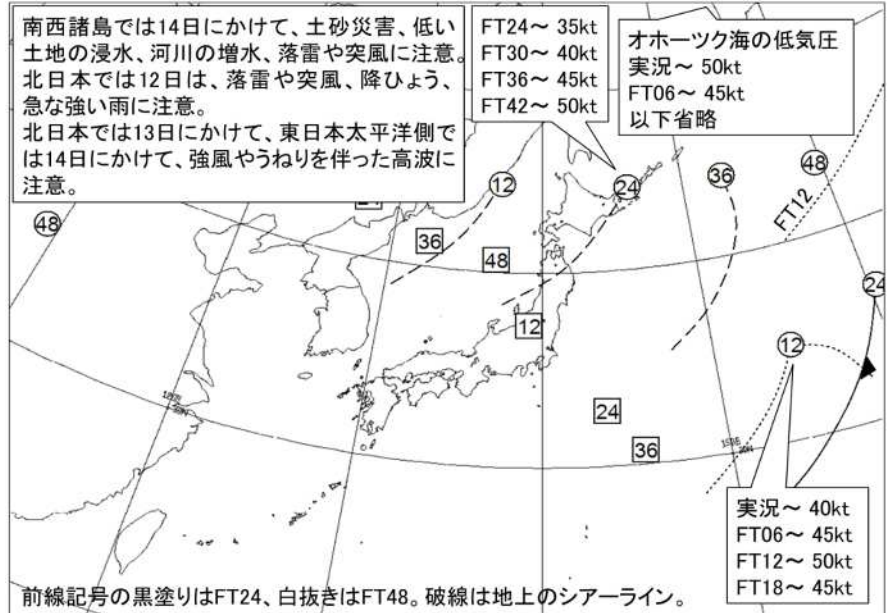 南西諸島では14日にかけて、土砂災害、低い
土地の浸水、河川の増水、落雷や突風に注意。
北日本では12日は、落雷や突風、降ひょう、
急な強い雨に注意。
北日本では13日にかけて、東日本太平洋側で
は14日にかけて、強風やうねりを伴った高波に
注意。
FT24～ 35kt
FT30～ 40kt
FT36～ 45kt
FT42～ 50kt
オホーツク海の低気圧
実況～ 50kt
FT06～ 45kt
以下省略
48
12
24
36
48
FT12
36
48
24
12
12
24
36
実況～ 40kt
FT06～ 45kt
FT12～ 50kt
FT18～ 45kt
前線記号の黒塗りはFT24、白抜きはFT48。破線は地上のシアーライン。